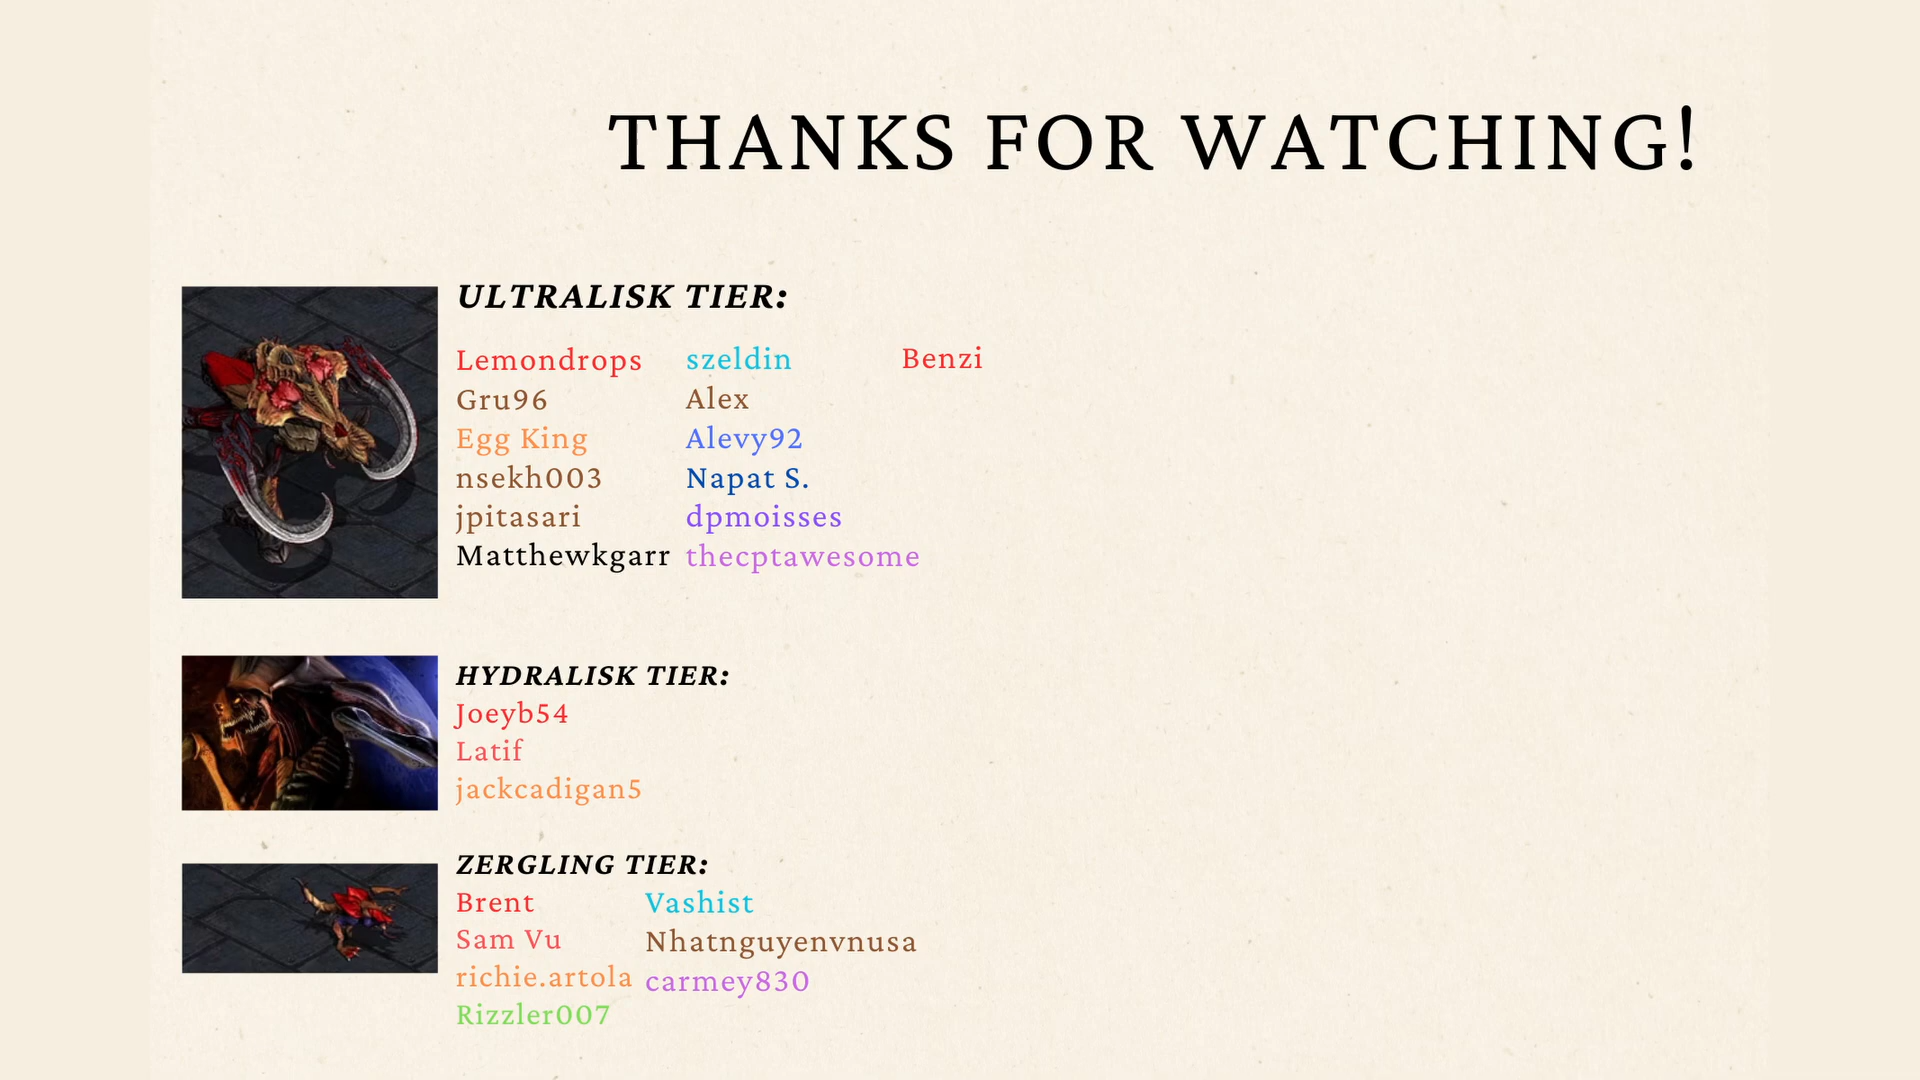 THANKS FOR WATCHING!
ULTRALISK TIER:
Lemondrops
Gru96
Egg King
nsekh003
jpitasari
Matthewkgarr
szeldin
Alex
Alevy92
Napat S.
dpmoisses
thecptawesome
Benzi
HYDRALISK TIER:
Joeyb54
Latif
jackcadigan5
ZERGLING TIER:
Brent
Sam Vu
richie.artola
Rizzler007
Vashist
Nhatnguyenvnusa
carmey830